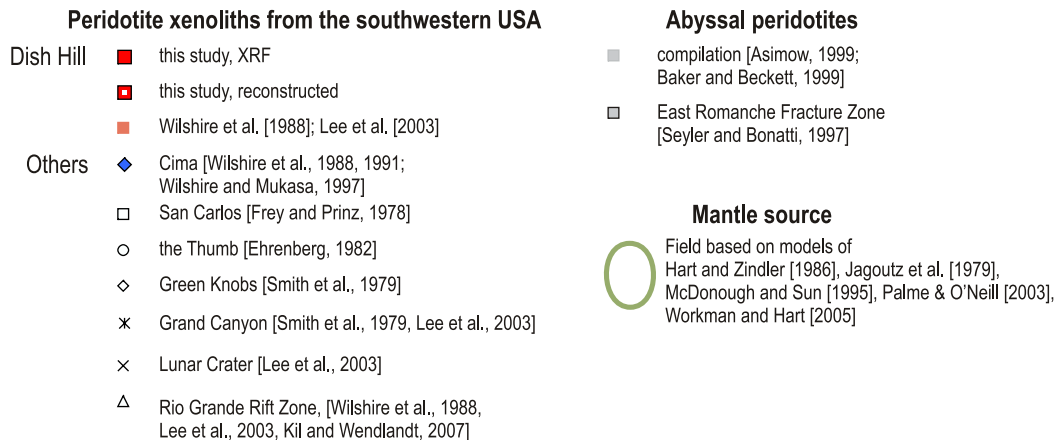 Peridotite xenoliths from the southwestern USA
Dish Hill
this study, XRF
this study, reconstructed
Wilshire et al. [1988]; Lee et al. [2003]
Others
Cima [Wilshire et al., 1988, 1991;
Wilshire and Mukasa, 1997]
San Carlos [Frey and Prinz, 1978]
the Thumb [Ehrenberg, 1982]
Green Knobs [Smith et al., 1979]
Grand Canyon [Smith et al., 1979, Lee et al., 2003]
Lunar Crater [Lee et al., 2003]
Rio Grande Rift Zone, [Wilshire et al., 1988,
Lee et al., 2003, Kil and Wendlandt, 2007]
Abyssal peridotites
compilation [Asimow, 1999;
Baker and Beckett, 1999]
East Romanche Fracture Zone
[Seyler and Bonatti, 1997]
Mantle source
Field based on models of
Hart and Zindler [1986], Jagoutz et al. [1979],
McDonough and Sun [1995], Palme & O'Neill [2003],
Workman and Hart [2005]